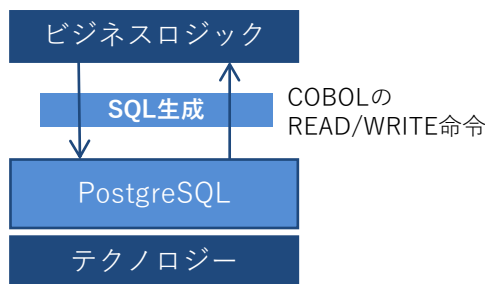 ビジネスロジック
SQL生成
COBOLの
READ/WRITE命令
PostgreSQL
テクノロジー